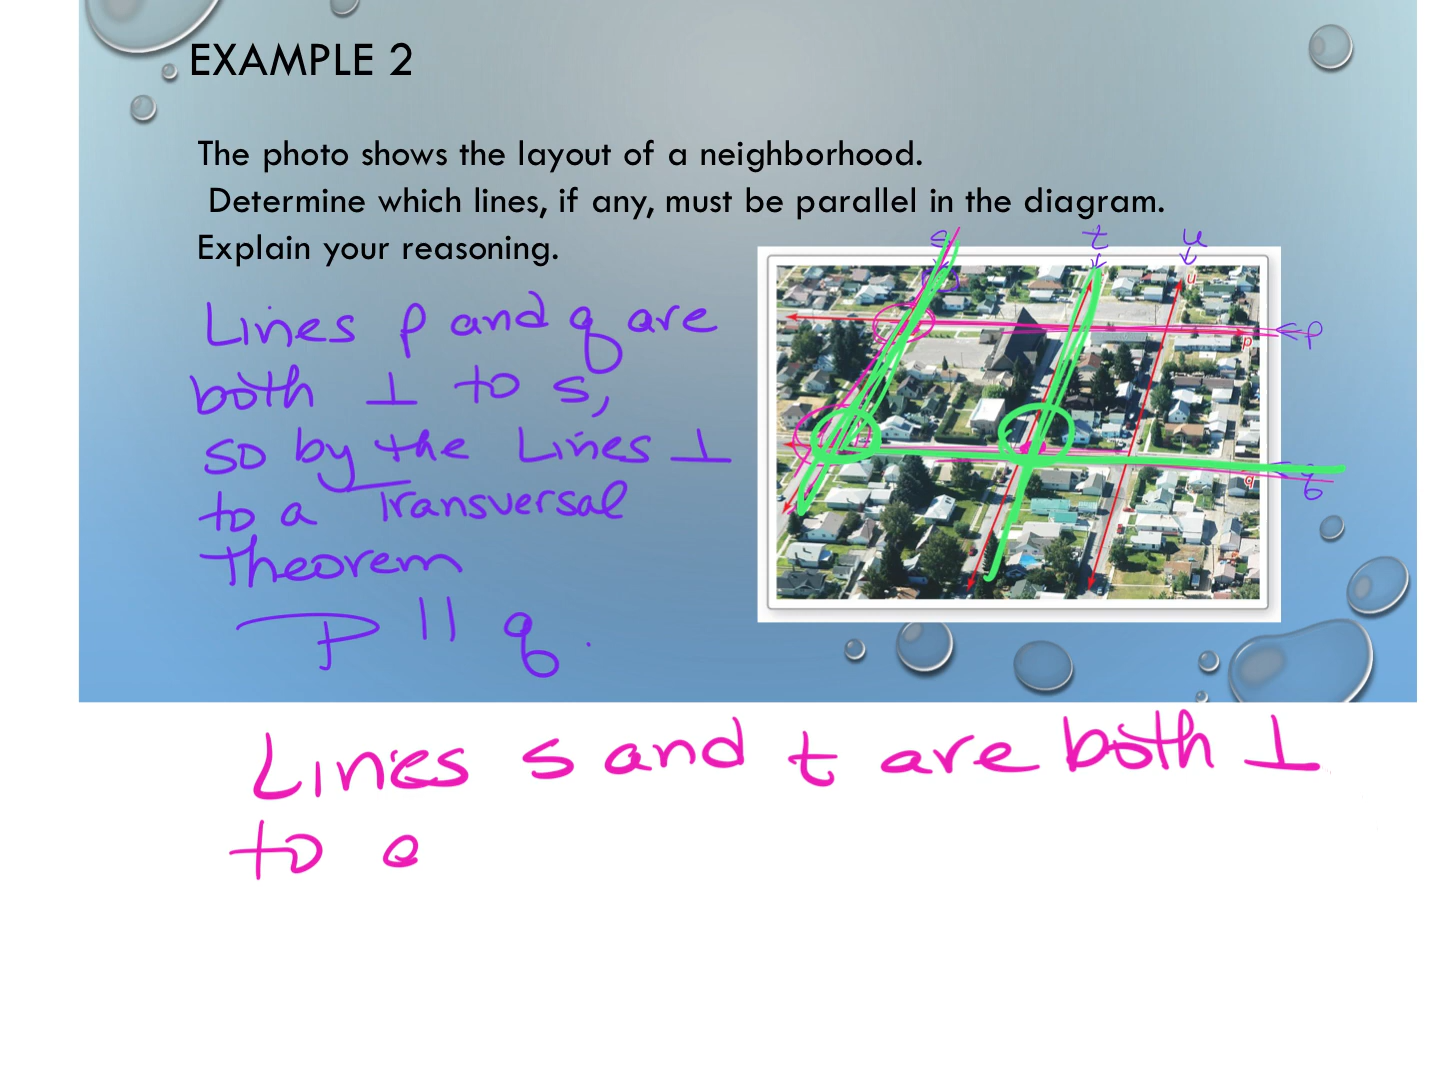 EXAMPLE 2
The photo shows the layout of a neighborhood.
Determine which lines, if any, must be parallel in the diagram.
Explain your reasoning.
s t u
u
p
p
q
q
Lines p and q are
both ⊥ to s,
so by the Lines ⊥
to a Transversal
Theorem
P || q.
Lines s and t are both ⊥
to